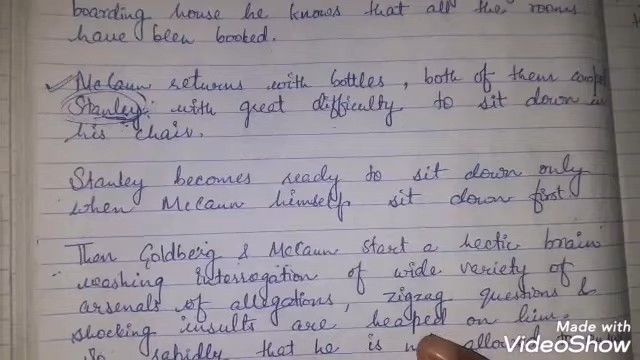 boarding house he knows that all the rooms
have been booked.
McCann returns with bottles, both of them compel
Stanley with great difficulty to sit down in
his chair.
Stanley becomes ready to sit down only
when McCann himself sit down first
Then Goldberg & McCann start a hectic brain
washing interrogation of wide variety of
arsenals of allegations, zigzag questions &
shocking insults are heaped on him.
So rapidly that he is not allowed
Made with
VideoShow